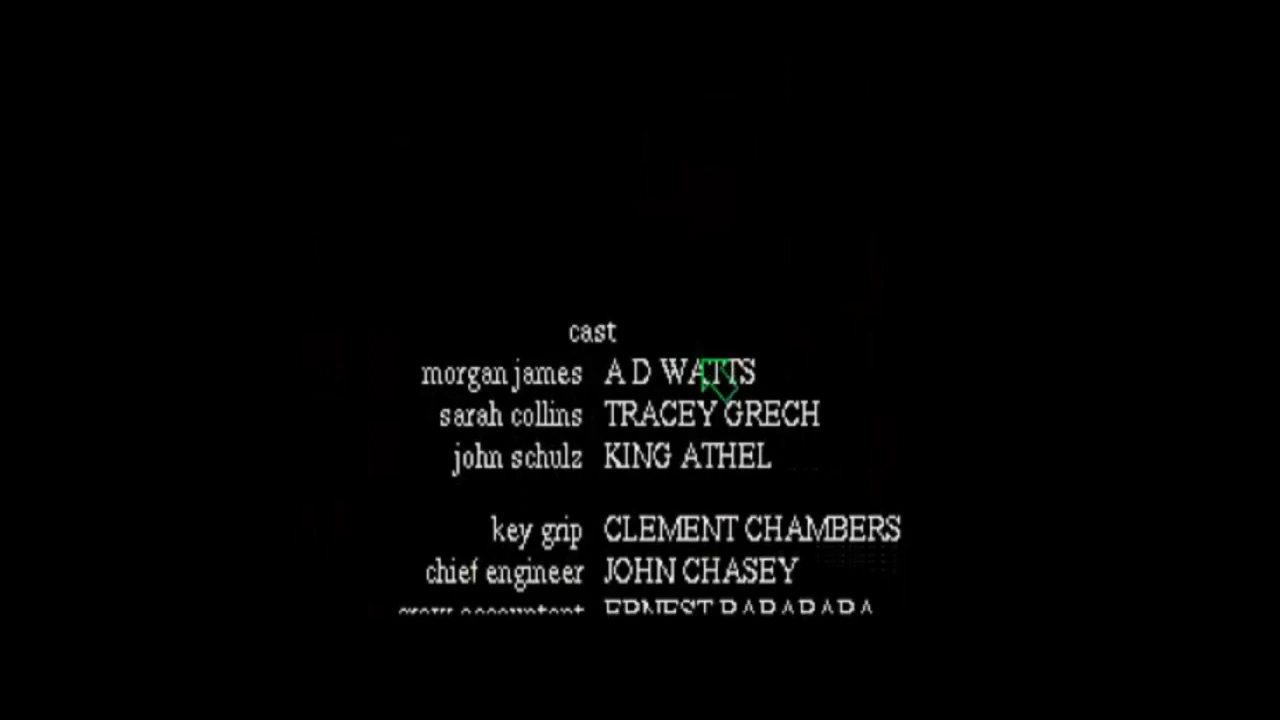 cast
morgan james A D WATTS
sarah collins TRACEY GRECH
john schulz KING ATHEL
key grip CLEMENT CHAMBERS
chief engineer JOHN CHASEY
ERNEST